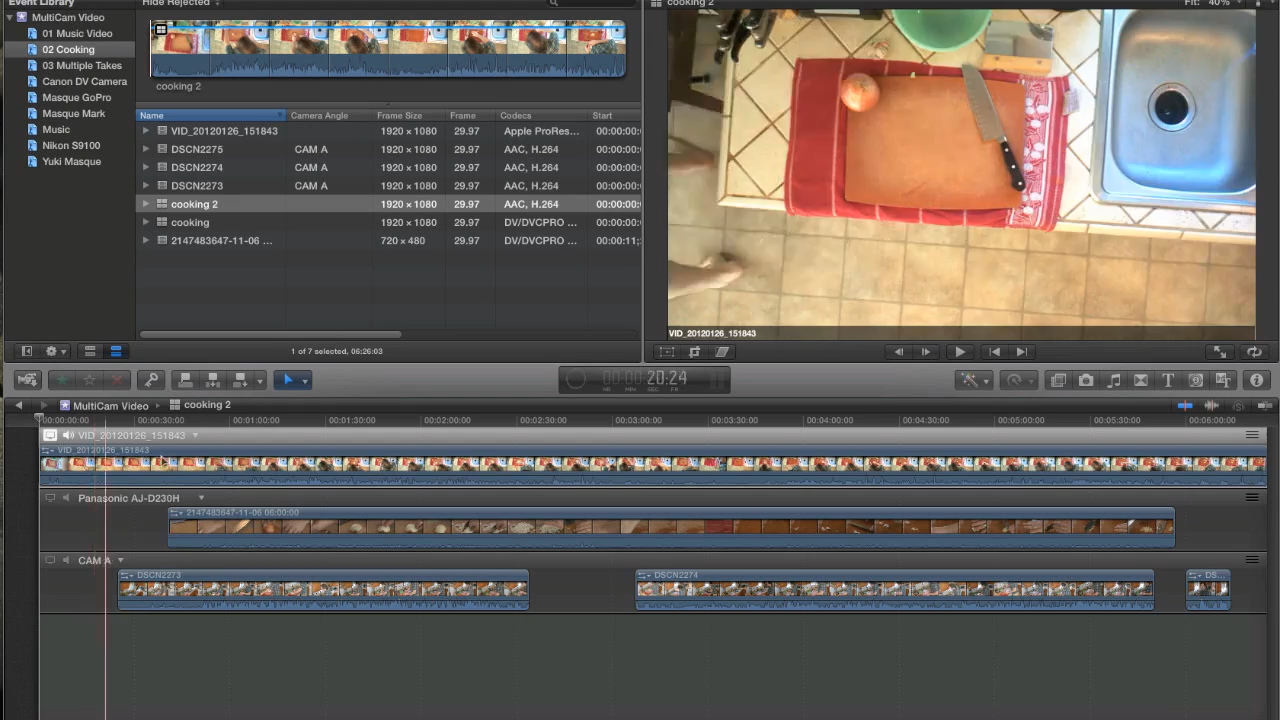 Event Library
MultiCam Video
01 Music Video
02 Cooking
03 Multiple Takes
Canon DV Camera
Masque GoPro
Masque Mark
Music
Nikon S9100
Yuki Masque
Hide Rejected
cooking 2
Name Camera Angle Frame Size Frame Codecs Start
VID_20120126_151843 1920 × 1080 29.97 Apple ProRes... 00:00:00:
DSCN2275 CAM A 1920 × 1080 29.97 AAC, H.264 00:00:00:
DSCN2274 CAM A 1920 × 1080 29.97 AAC, H.264 00:00:00:
DSCN2273 CAM A 1920 × 1080 29.97 AAC, H.264 00:00:00:
cooking 2 1920 × 1080 29.97 AAC, H.264 00:00:00:
cooking 1920 × 1080 29.97 DV/DVCPRO ... 00:00:00:
2147483647-11-06 ... 720 × 480 29.97 DV/DVCPRO ... 00:00:11;
1 of 7 selected, 06:26:03
cooking 2 Fit: 40%
VID_20120126_151843
00:00:20:24
HR MIN SEC FR
MultiCam Video cooking 2
00:00:00:00 00:00:30:00 00:01:00:00 00:01:30:00 00:02:00:00 00:02:30:00 00:03:00:00 00:03:30:00 00:04:00:00 00:04:30:00 00:05:00:00 00:05:30:00 00:06:00:00
VID_20120126_151843
VID_20120126_151843
Panasonic AJ-D230H
2147483647-11-06 06:00:00
CAM A
DSCN2273 DSCN2274 DS...